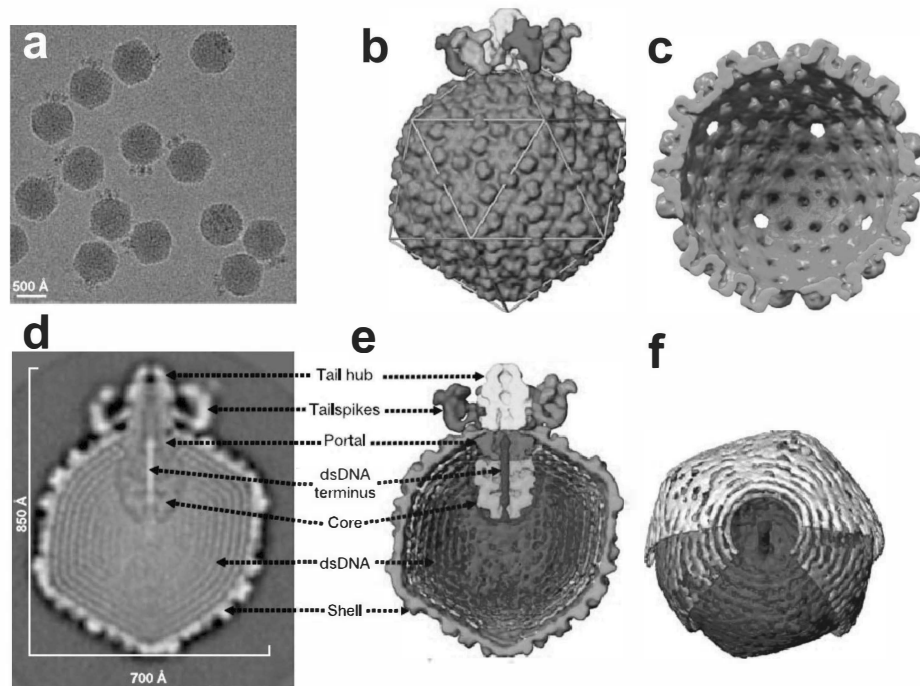 a
b
c
500 Å
d
e
f
Tail hub
Tailspikes
Portal
dsDNA
terminus
Core
dsDNA
Shell
850 Å
700 Å